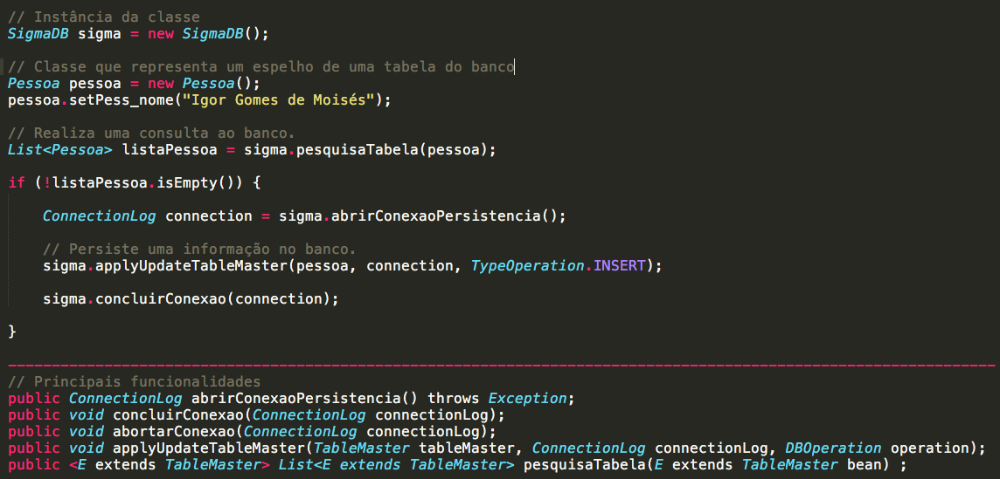 // Instância da classe
SigmaDB sigma = new SigmaDB();
// Classe que representa um espelho de uma tabela do banco
Pessoa pessoa = new Pessoa();
pessoa.setPess_nome("Igor Gomes de Moisés");
// Realiza uma consulta ao banco.
List<Pessoa> listaPessoa = sigma.pesquisaTabela(pessoa);
if (!listaPessoa.isEmpty()) {
ConnectionLog connection = sigma.abrirConexaoPersistencia();
// Persiste uma informação no banco.
sigma.applyUpdateTableMaster(pessoa, connection, TypeOperation.INSERT);
sigma.concluirConexao(connection);
}
// Principais funcionalidades
public ConnectionLog abrirConexaoPersistencia() throws Exception;
public void concluirConexao(ConnectionLog connectionLog);
public void abortarConexao(ConnectionLog connectionLog);
public void applyUpdateTableMaster(TableMaster tableMaster, ConnectionLog connectionLog, DBOperation operation);
public <E extends TableMaster> List<E extends TableMaster> pesquisaTabela(E extends TableMaster bean) ;